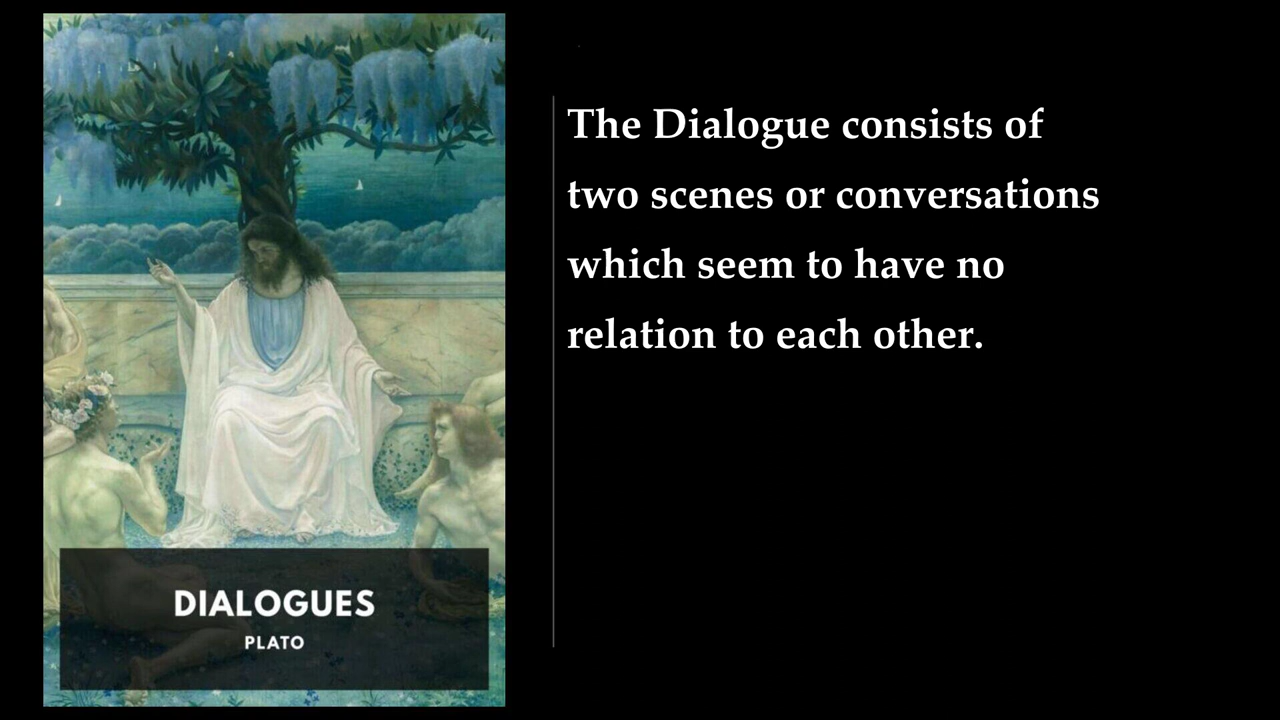 DIALOGUES
PLATO
The Dialogue consists of
two scenes or conversations
which seem to have no
relation to each other.